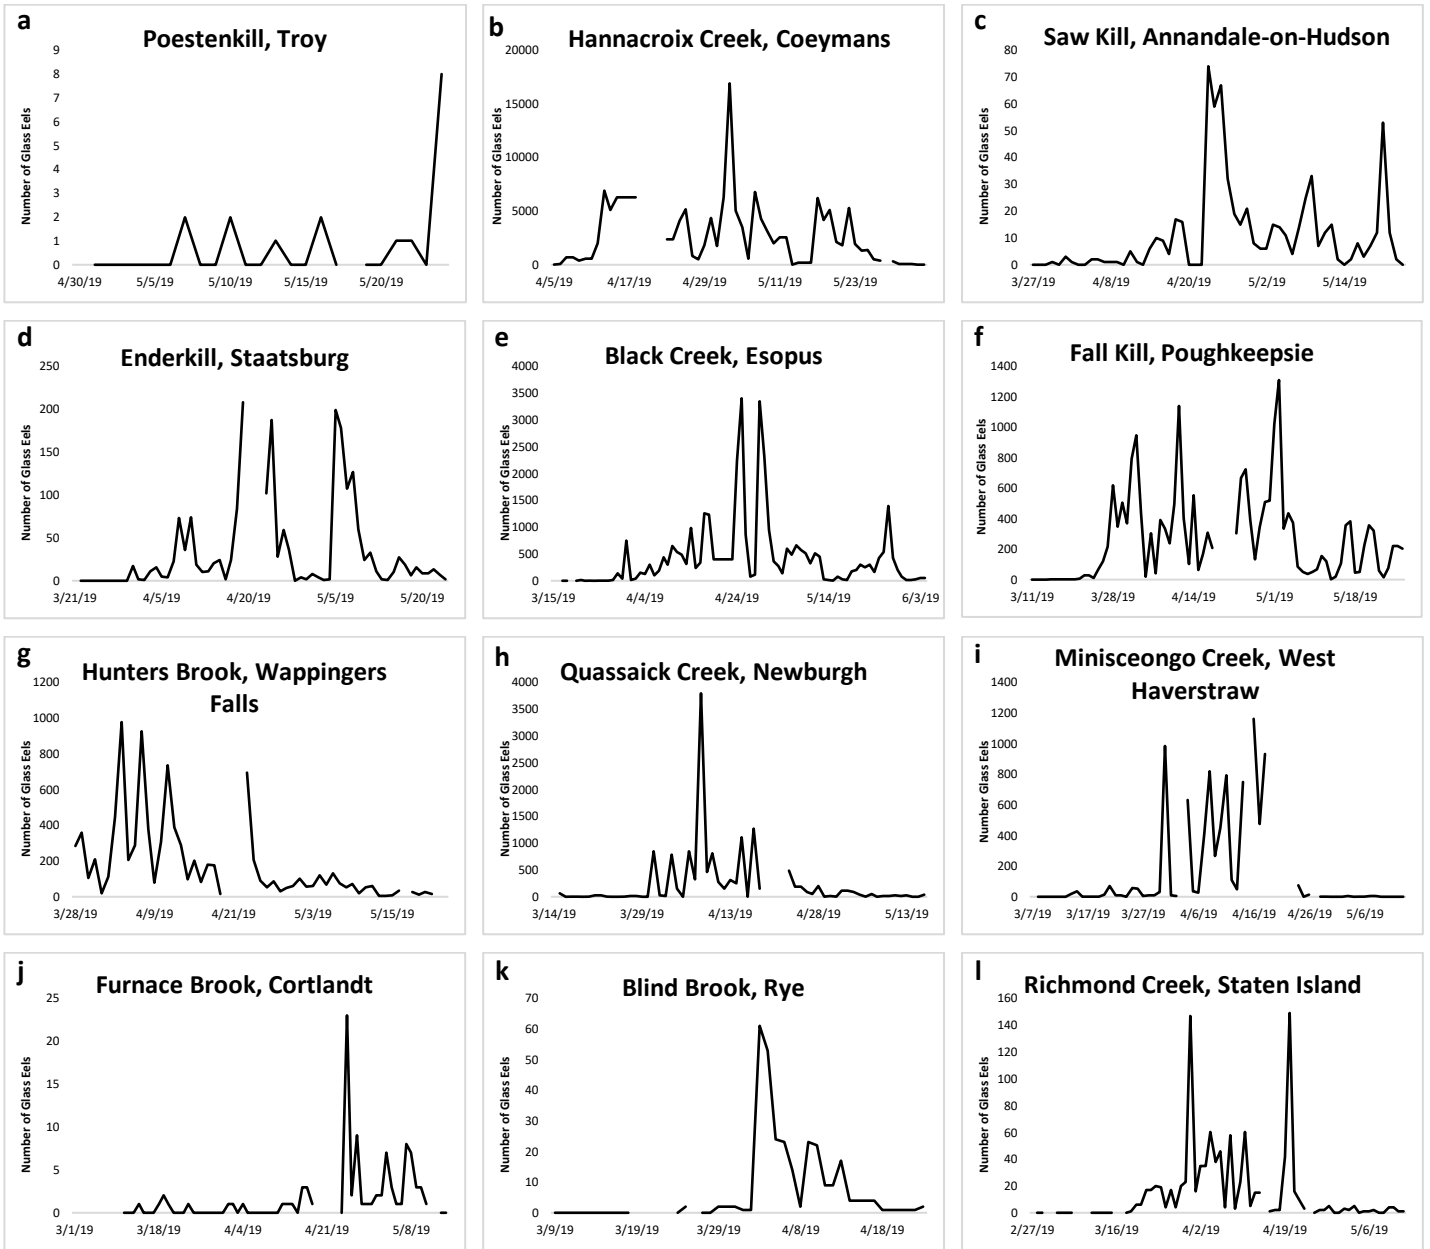 a
Poestenkill, Troy
Number of Glass Eels
9
8
7
6
5
4
3
2
1
0
4/30/19 5/5/19 5/10/19 5/15/19 5/20/19
b
Hannacroix Creek, Coeymans
Number of Glass Eels
20000
15000
10000
5000
0
4/5/19 4/17/19 4/29/19 5/11/19 5/23/19
c
Saw Kill, Annandale-on-Hudson
Number of Glass Eels
80
70
60
50
40
30
20
10
0
3/27/19 4/8/19 4/20/19 5/2/19 5/14/19
d
Enderkill, Staatsburg
Number of Glass Eels
250
200
150
100
50
0
3/21/19 4/5/19 4/20/19 5/5/19 5/20/19
e
Black Creek, Esopus
Number of Glass Eels
4000
3500
3000
2500
2000
1500
1000
500
0
3/15/19 4/4/19 4/24/19 5/14/19 6/3/19
f
Fall Kill, Poughkeepsie
Number of Glass Eels
1400
1200
1000
800
600
400
200
0
3/11/19 3/28/19 4/14/19 5/1/19 5/18/19
g
Hunters Brook, Wappingers
Falls
Number of Glass Eels
1200
1000
800
600
400
200
0
3/28/19 4/9/19 4/21/19 5/3/19 5/15/19
h
Quassaick Creek, Newburgh
Number of Glass Eels
4000
3500
3000
2500
2000
1500
1000
500
0
3/14/19 3/29/19 4/13/19 4/28/19 5/13/19
i
Minisceongo Creek, West
Haverstraw
Number Glass Eels
1400
1200
1000
800
600
400
200
0
3/7/19 3/17/19 3/27/19 4/6/19 4/16/19 4/26/19 5/6/19
j
Furnace Brook, Cortlandt
Number of Glass Eels
25
20
15
10
5
0
3/1/19 3/18/19 4/4/19 4/21/19 5/8/19
k
Blind Brook, Rye
Number of Glass Eels
70
60
50
40
30
20
10
0
3/9/19 3/19/19 3/29/19 4/8/19 4/18/19
l
Richmond Creek, Staten Island
Number of Glass Eels
160
140
120
100
80
60
40
20
0
2/27/19 3/16/19 4/2/19 4/19/19 5/6/19